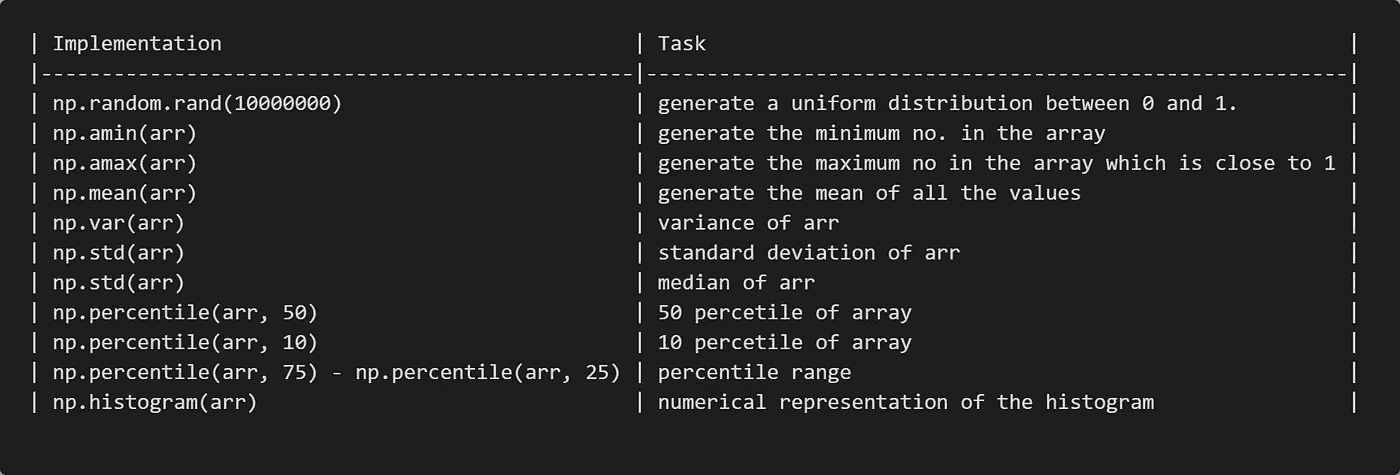 | Implementation | Task |
|-------------------------------------------------|----------------------------------------------------------|
| np.random.rand(10000000) | generate a uniform distribution between 0 and 1. |
| np.amin(arr) | generate the minimum no. in the array |
| np.amax(arr) | generate the maximum no in the array which is close to 1 |
| np.mean(arr) | generate the mean of all the values |
| np.var(arr) | variance of arr |
| np.std(arr) | standard deviation of arr |
| np.std(arr) | median of arr |
| np.percentile(arr, 50) | 50 percetile of array |
| np.percentile(arr, 10) | 10 percetile of array |
| np.percentile(arr, 75) - np.percentile(arr, 25) | percentile range |
| np.histogram(arr) | numerical representation of the histogram |